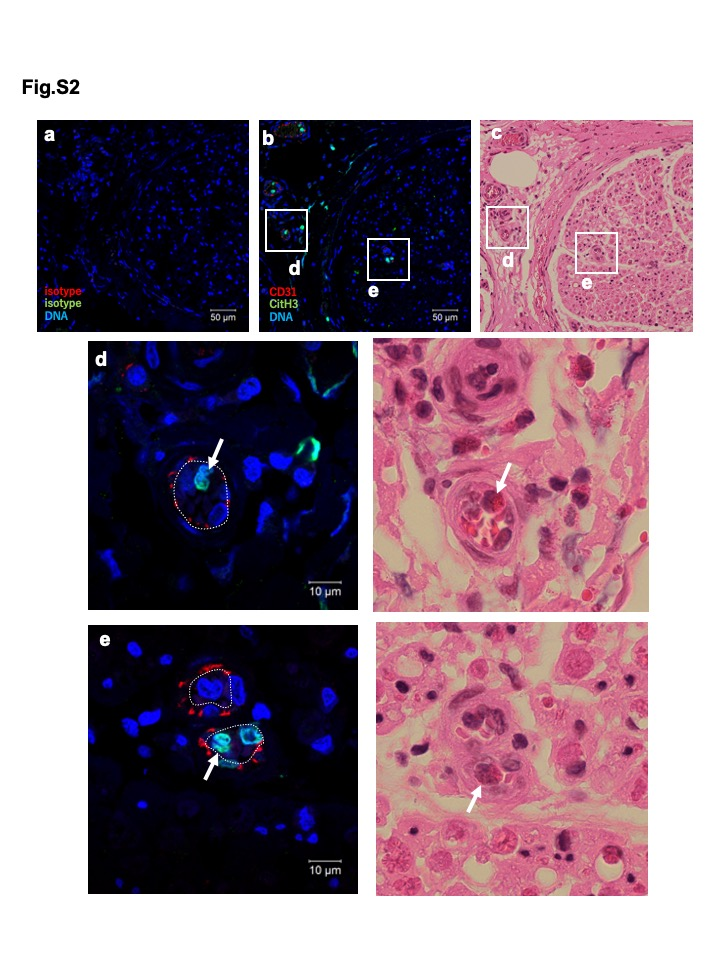 Fig.S2
a
isotype
isotype
DNA
50 µm
b
d
e
CD31
CitH3
DNA
50 µm
c
d
e
d
10 µm
e
10 µm